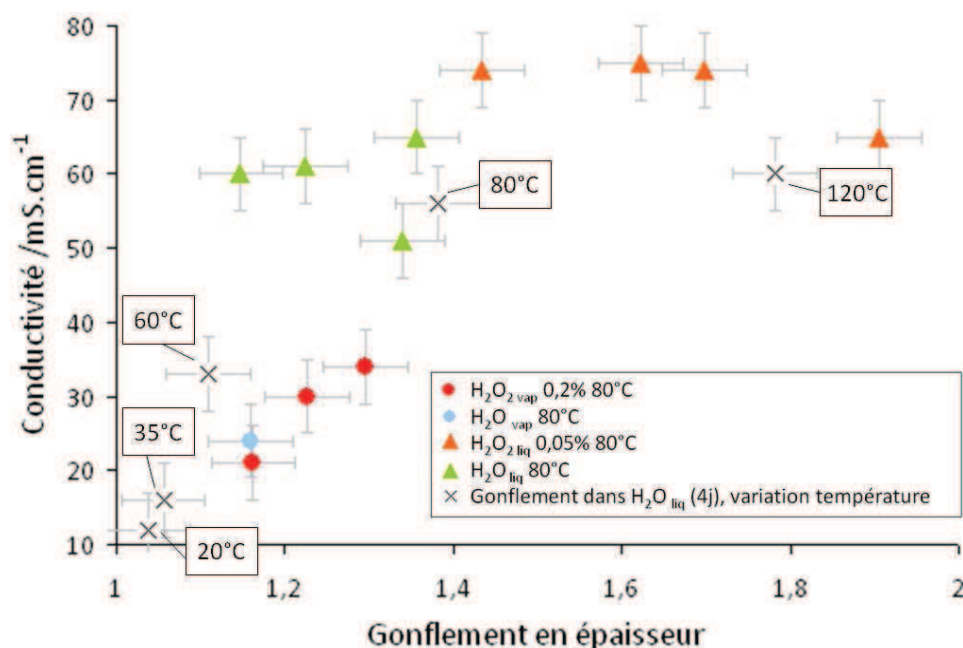 80
70
60
50
40
30
20
10
1
1,2
1,4
1,6
1,8
2
Conductivité /mS.cm⁻¹
Gonflement en épaisseur
80°C
120°C
60°C
35°C
20°C
H₂O₂ vap 0,2% 80°C
H₂O vap 80°C
H₂O₂ liq 0,05% 80°C
H₂O liq 80°C
Gonflement dans H₂O liq (4j), variation température